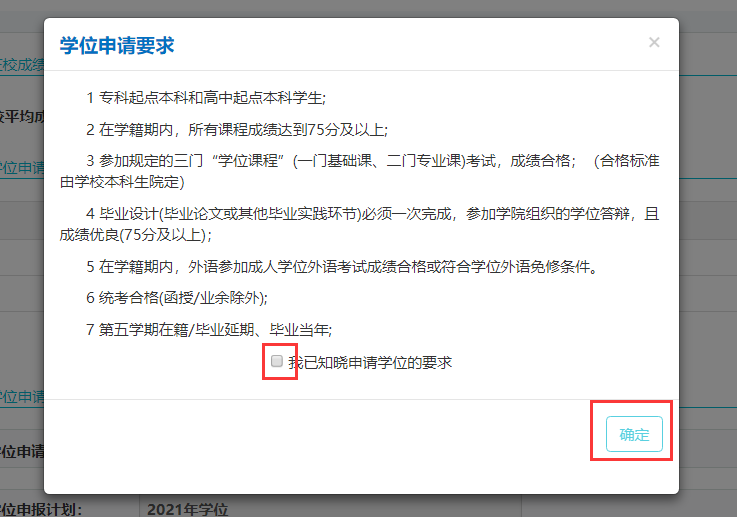 学位申请要求
×
1 专科起点本科和高中起点本科学生;
在校成绩
2 在学籍期内，所有课程成绩达到75分及以上;
校平均成
3 参加规定的三门“学位课程”(一门基础课、二门专业课)考试，成绩合格；（合格标准
学位申请
由学校本科生院定)
4 毕业设计(毕业论文或其他毕业实践环节)必须一次完成，参加学院组织的学位答辩，且
成绩优良(75分及以上)；
5 在学籍期内，外语参加成人学位外语考试成绩合格或符合学位外语免修条件。
6 统考合格(函授/业余除外);
7 第五学期在籍/毕业延期、毕业当年;
我已知晓申请学位的要求
学位申请
确定
学位申请
学位申报计划：
2021年学位